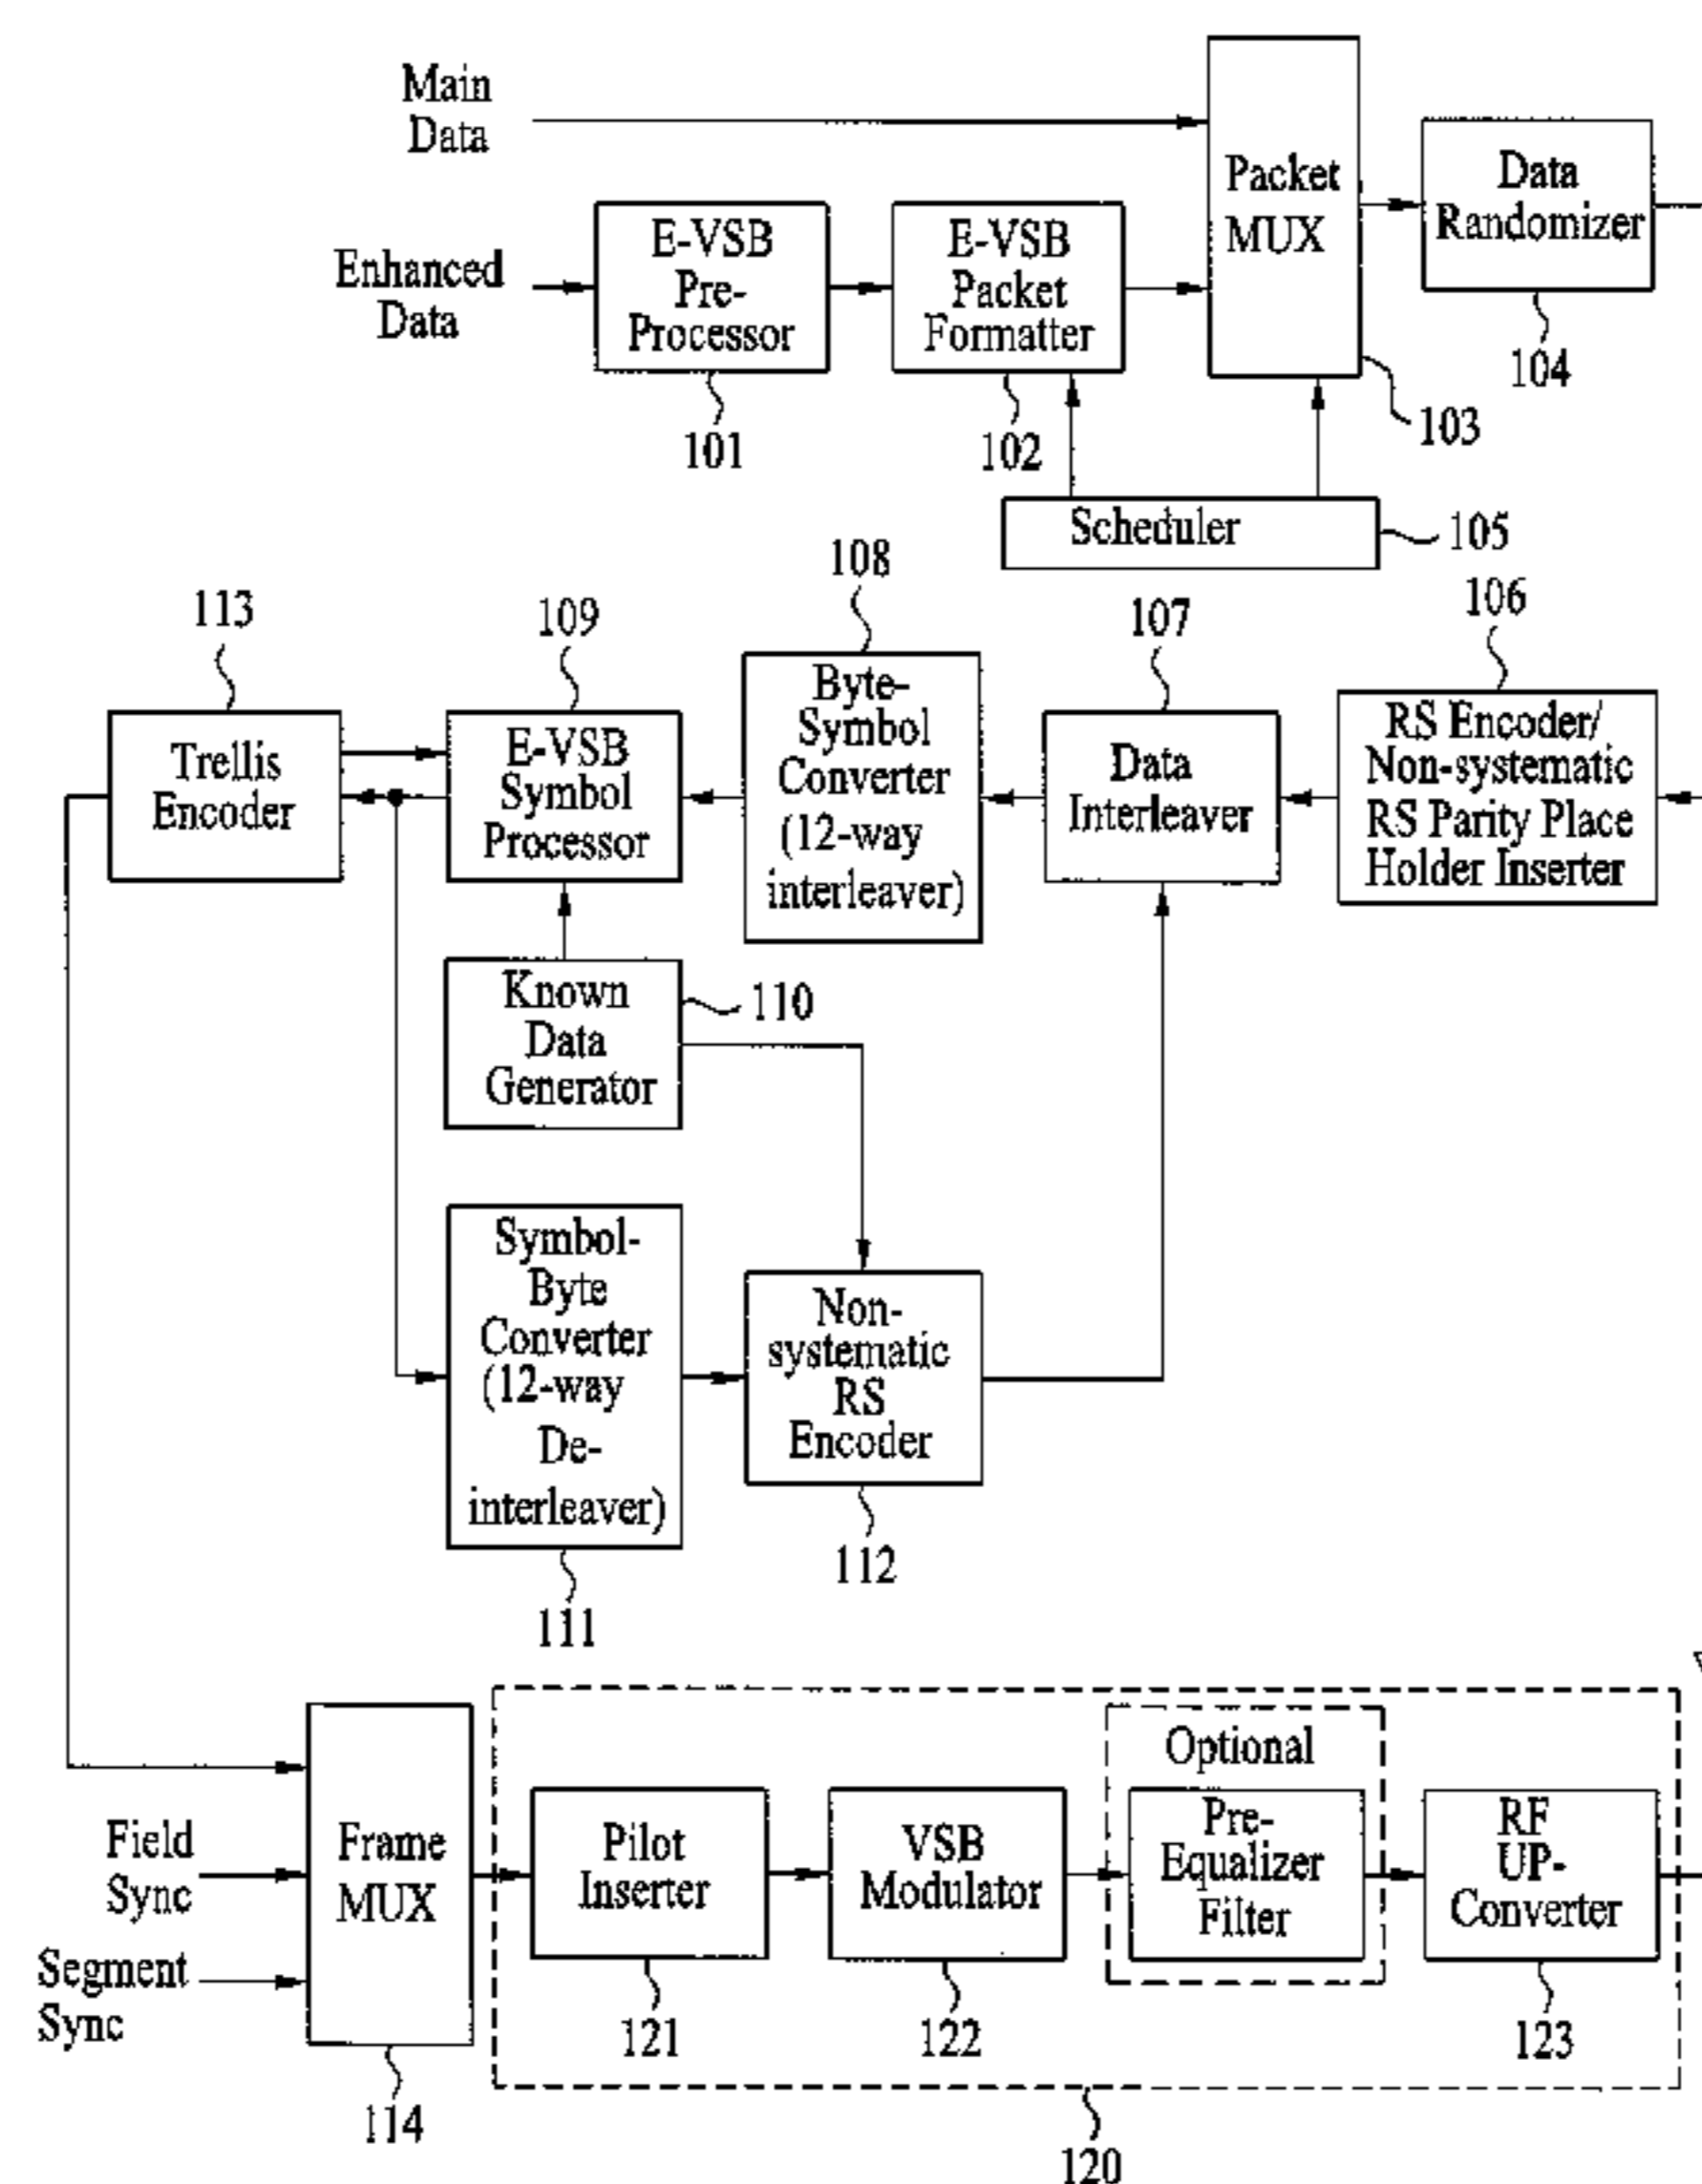 Main
Data
Enhanced
Data
E-VSB
Pre-
Processor
101
E-VSB
Packet
Formatter
102
Packet
MUX
103
Data
Randomizer
104
Scheduler
105
113
Trellis
Encoder
109
E-VSB
Symbol
Processor
108
Byte-
Symbol
Converter
(12-way
interleaver)
107
Data
Interleaver
106
RS Encoder/
Non-systematic
RS Parity Place
Holder Inserter
Known
Data
Generator
110
Symbol-
Byte
Converter
(12-way
De-
interleaver)
111
Non-
systematic
RS
Encoder
112
Field
Sync
Segment
Sync
Frame
MUX
114
Pilot
Inserter
121
VSB
Modulator
122
Optional
Pre-
Equalizer
Filter
RF
UP-
Converter
123
120